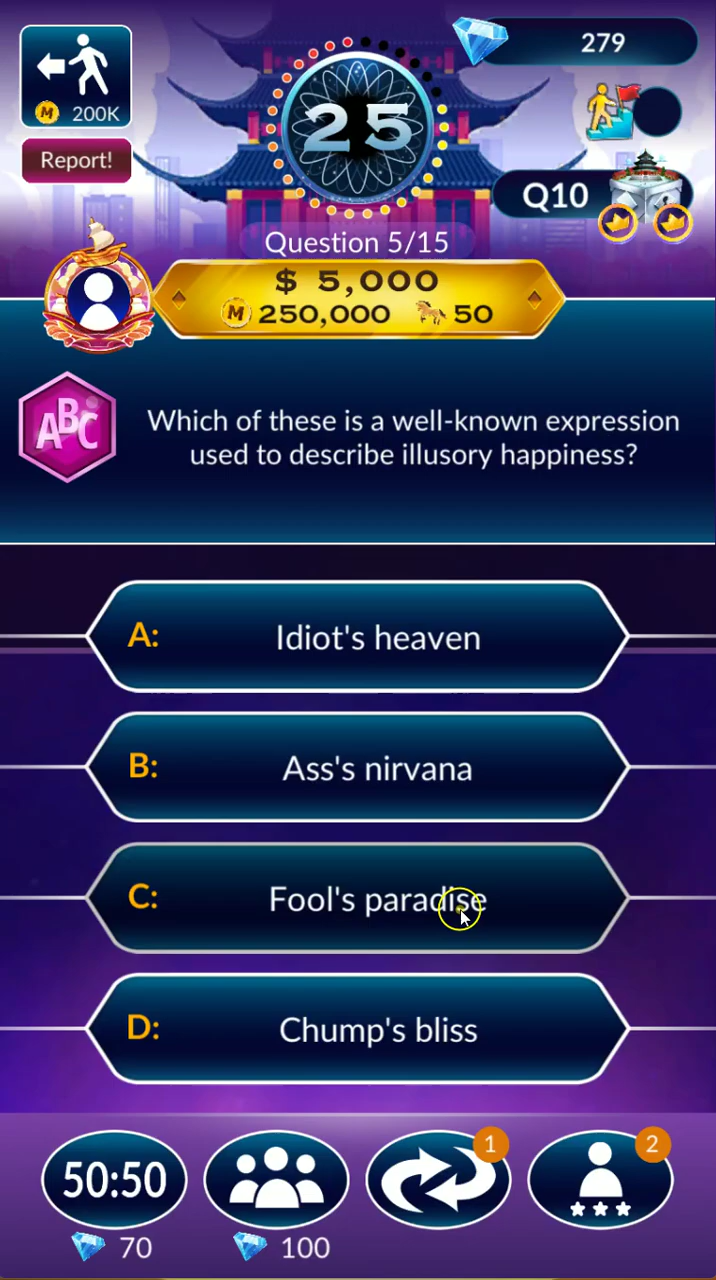 279
M 200K
25
Report!
Q10
Question 5/15
$ 5,000
M 250,000 50
ABC
Which of these is a well-known expression
used to describe illusory happiness?
A: Idiot's heaven
B: Ass's nirvana
C: Fool's paradise
D: Chump's bliss
50:50
1
2
70
100